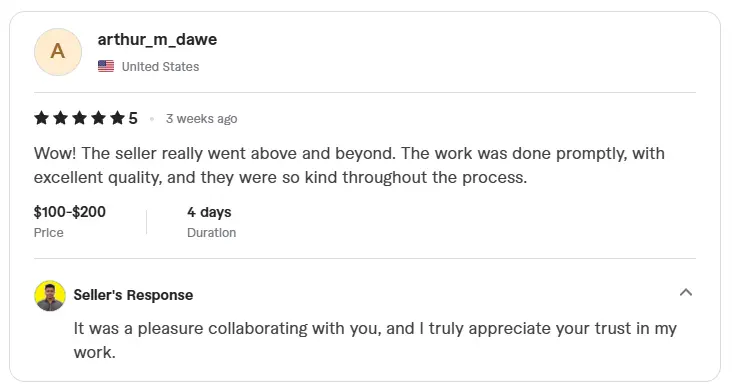 A
arthur_m_dawe
United States
5
3 weeks ago
Wow! The seller really went above and beyond. The work was done promptly, with
excellent quality, and they were so kind throughout the process.
$100-$200
4 days
Price
Duration
Seller's Response
It was a pleasure collaborating with you, and I truly appreciate your trust in my
work.